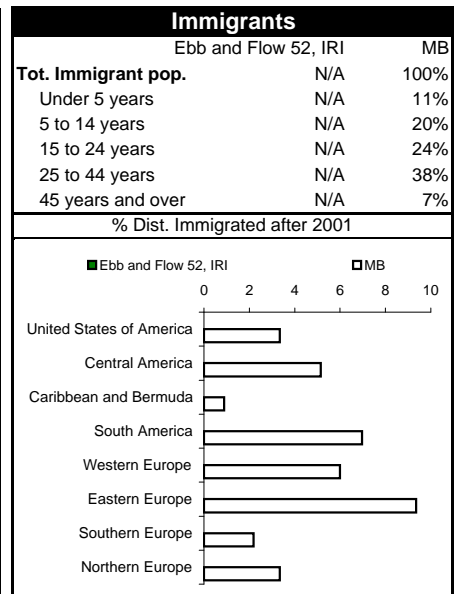 Immigrants
Ebb and Flow 52, IRI MB
Tot. Immigrant pop. N/A 100%
Under 5 years N/A 11%
5 to 14 years N/A 20%
15 to 24 years N/A 24%
25 to 44 years N/A 38%
45 years and over N/A 7%
% Dist. Immigrated after 2001
Ebb and Flow 52, IRI MB
0 2 4 6 8 10
United States of America
Central America
Caribbean and Bermuda
South America
Western Europe
Eastern Europe
Southern Europe
Northern Europe